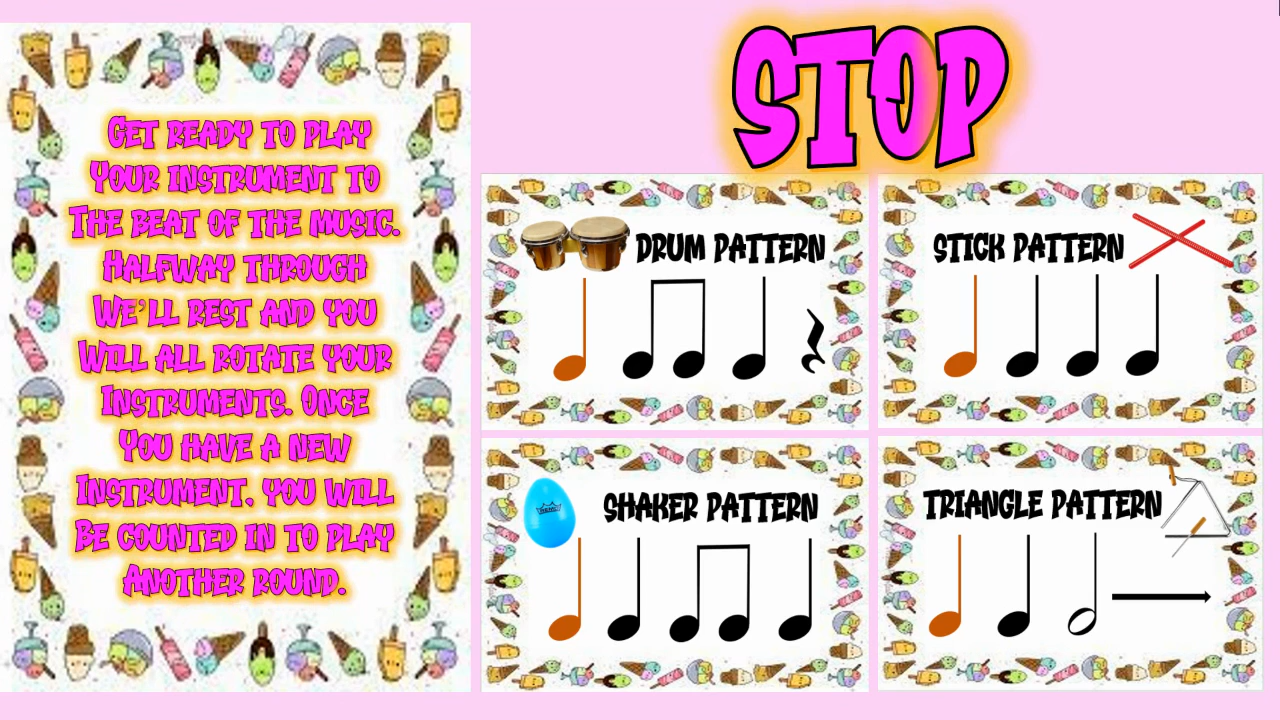 STOP
GET READY TO PLAY
YOUR INSTRUMENT TO
THE BEAT OF THE MUSIC.
HALFWAY THROUGH
WE'LL REST AND YOU
WILL ALL ROTATE YOUR
INSTRUMENTS. ONCE
YOU HAVE A NEW
INSTRUMENT, YOU WILL
BE COUNTED IN TO PLAY
ANOTHER ROUND.
DRUM PATTERN
STICK PATTERN
SHAKER PATTERN
TRIANGLE PATTERN